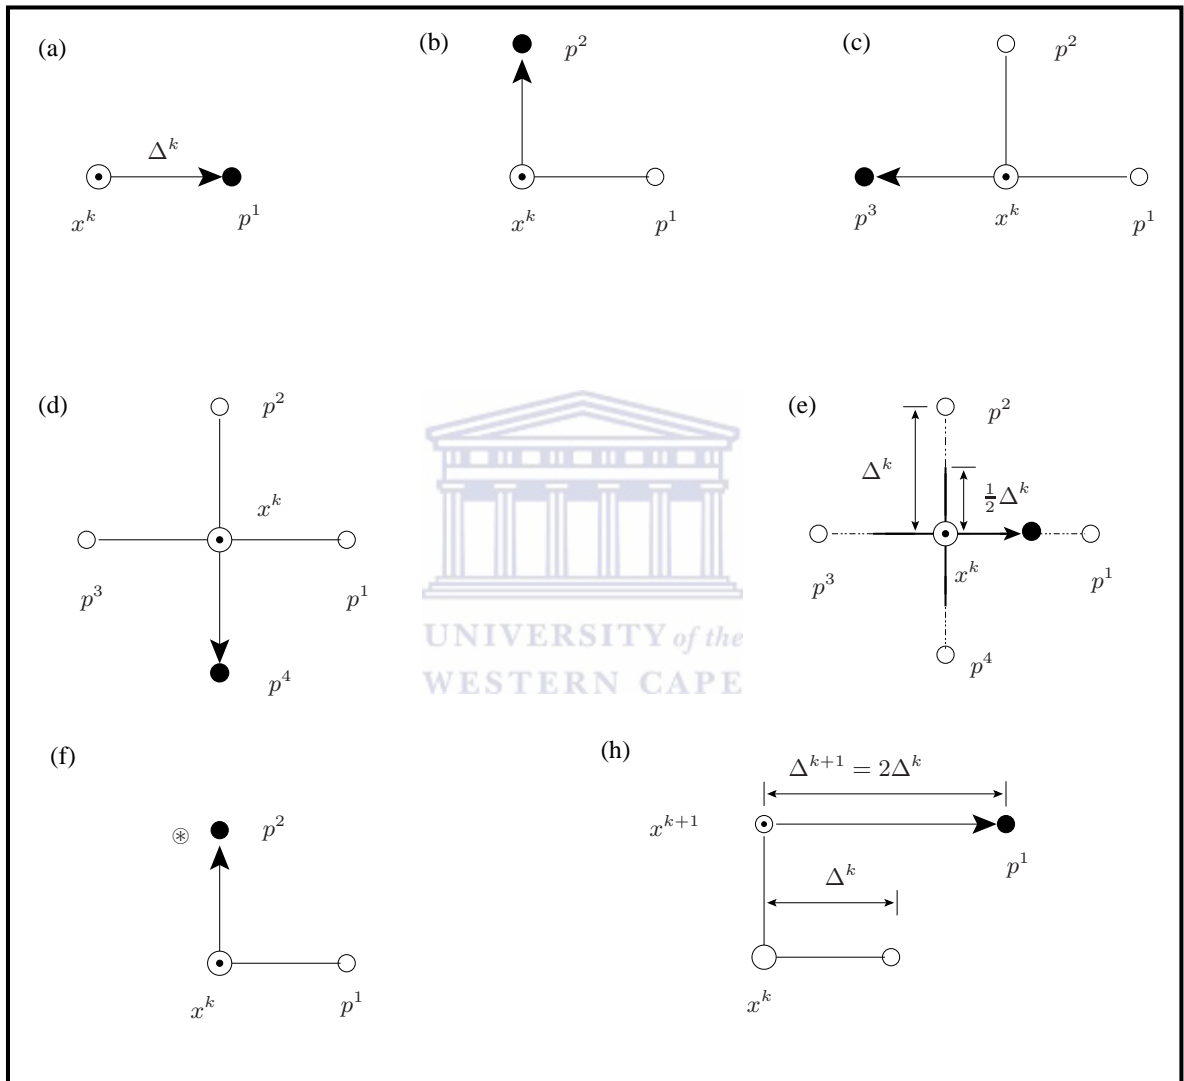 (a)
Δ^k
x^k
p^1
(b)
p^2
x^k
p^1
(c)
p^2
p^3
x^k
p^1
(d)
p^2
x^k
p^3
p^1
p^4
(e)
p^2
Δ^k
½Δ^k
p^3
x^k
p^1
p^4
UNIVERSITY of the
WESTERN CAPE
(f)
⊛
p^2
x^k
p^1
(h)
Δ^{k+1} = 2Δ^k
x^{k+1}
p^1
Δ^k
x^k